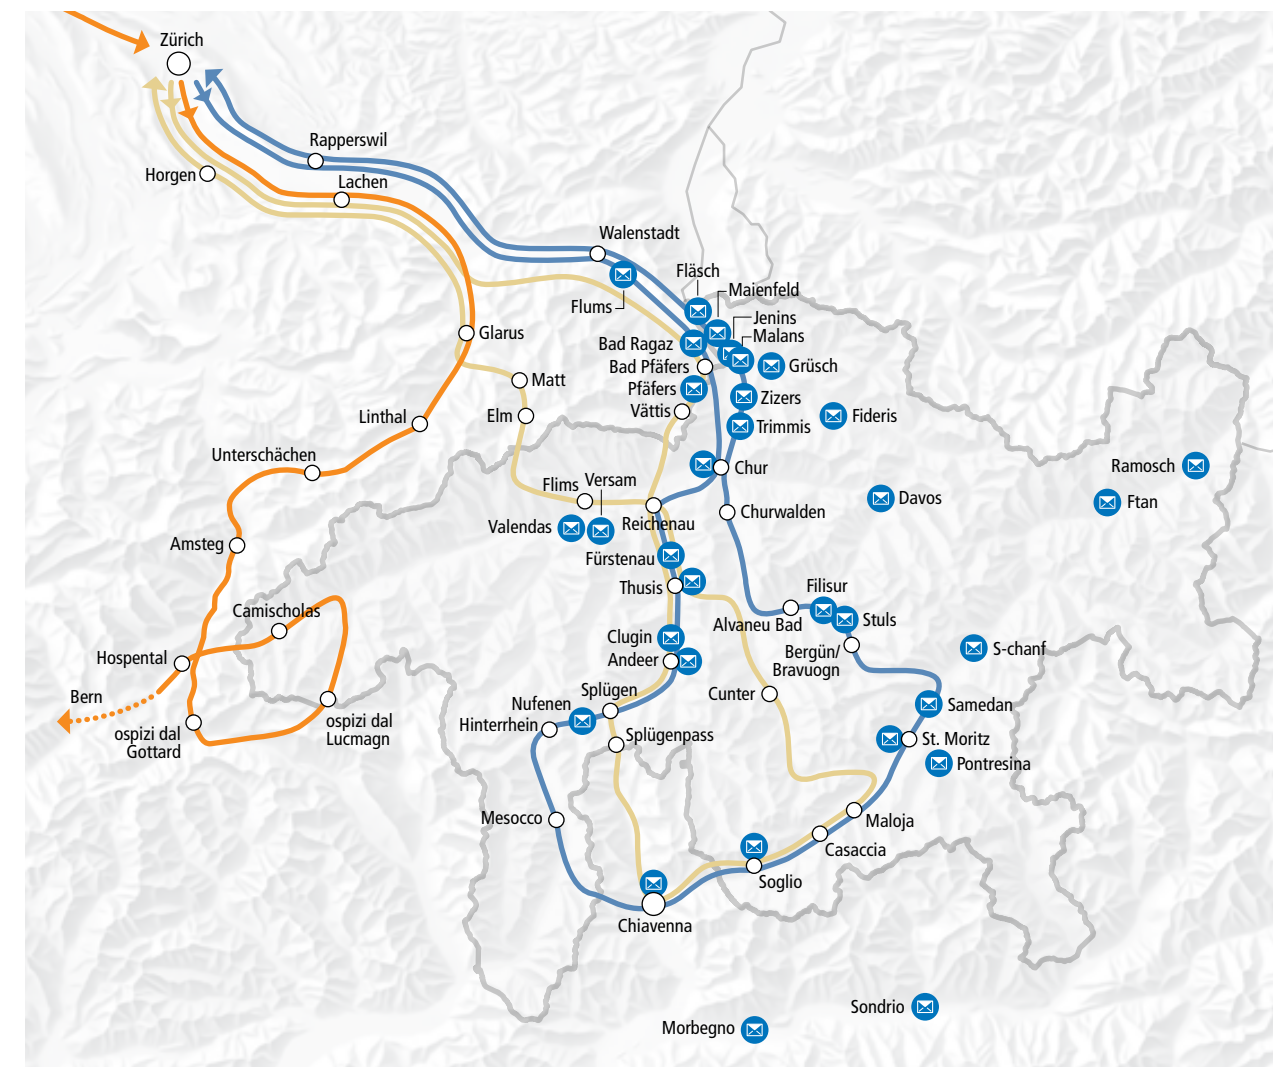 Zürich
Rapperswil
Horgen
Lachen
Walenstadt
Fläsch
Maienfeld
Flums
Jenins
Malans
Glarus
Bad Ragaz
Bad Pfäfers
Grüsch
Matt
Pfäfers
Zizers
Elm
Vättis
Linthal
Trimmis
Fideris
Unterschächen
Chur
Ramosch
Flims
Versam
Davos
Ftan
Valendas
Reichenau
Churwalden
Amsteg
Fürstenau
Thusis
Filisur
Camischolas
Alvaneu Bad
Stuls
Clugin
Hospental
Andeer
Bergün/
Bravuogn
S-chanf
Bern
Splügen
Cunter
Nufenen
Samedan
Hinterrhein
ospizi dal
Gottard
ospizi dal
Lucmagn
Splügenpass
St. Moritz
Pontresina
Mesocco
Maloja
Casaccia
Soglio
Chiavenna
Sondrio
Morbegno